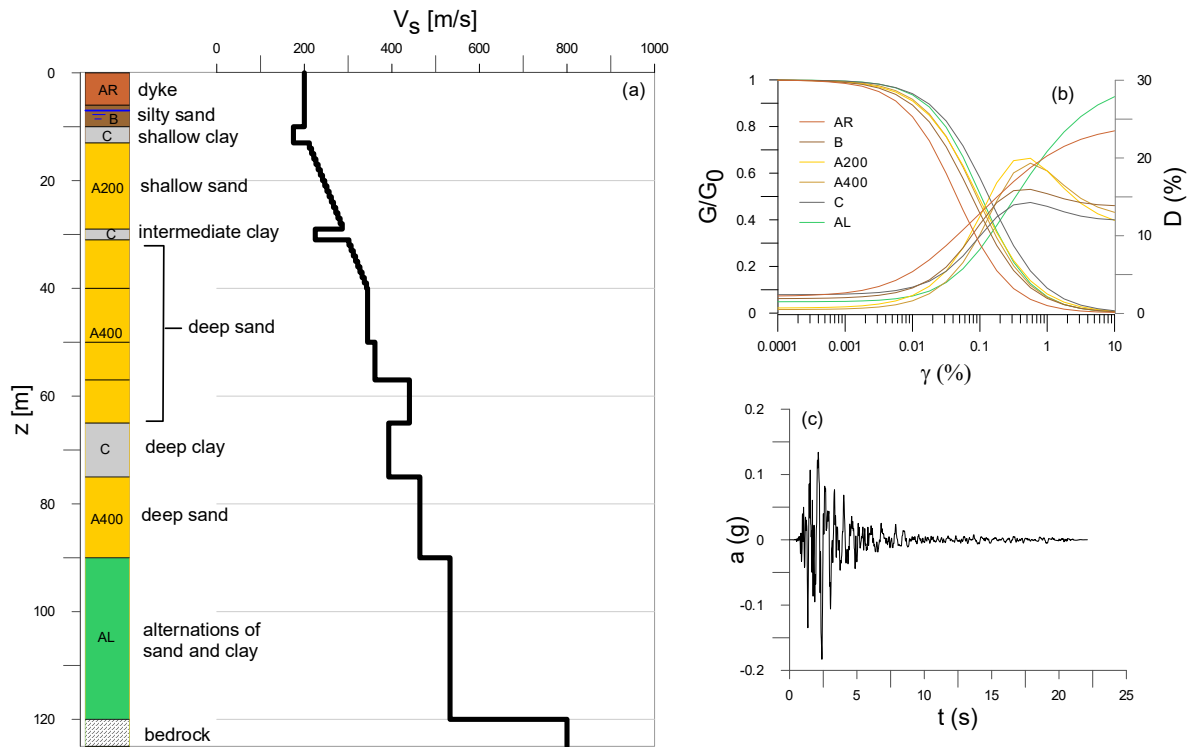 V_s [m/s]
0 200 400 600 800 1000
(a)
z [m]
0
20
40
60
80
100
120
AR dyke
B silty sand
C shallow clay
A200 shallow sand
C intermediate clay
A400 deep sand
C deep clay
A400 deep sand
AL alternations of
sand and clay
bedrock
(b)
G/G_0
1
0.8
0.6
0.4
0.2
0
D (%)
30
20
10
0
AR
B
A200
A400
C
AL
0.0001 0.001 0.01 0.1 1 10
γ (%)
(c)
a (g)
0.2
0.1
0
-0.1
-0.2
0 5 10 15 20 25
t (s)